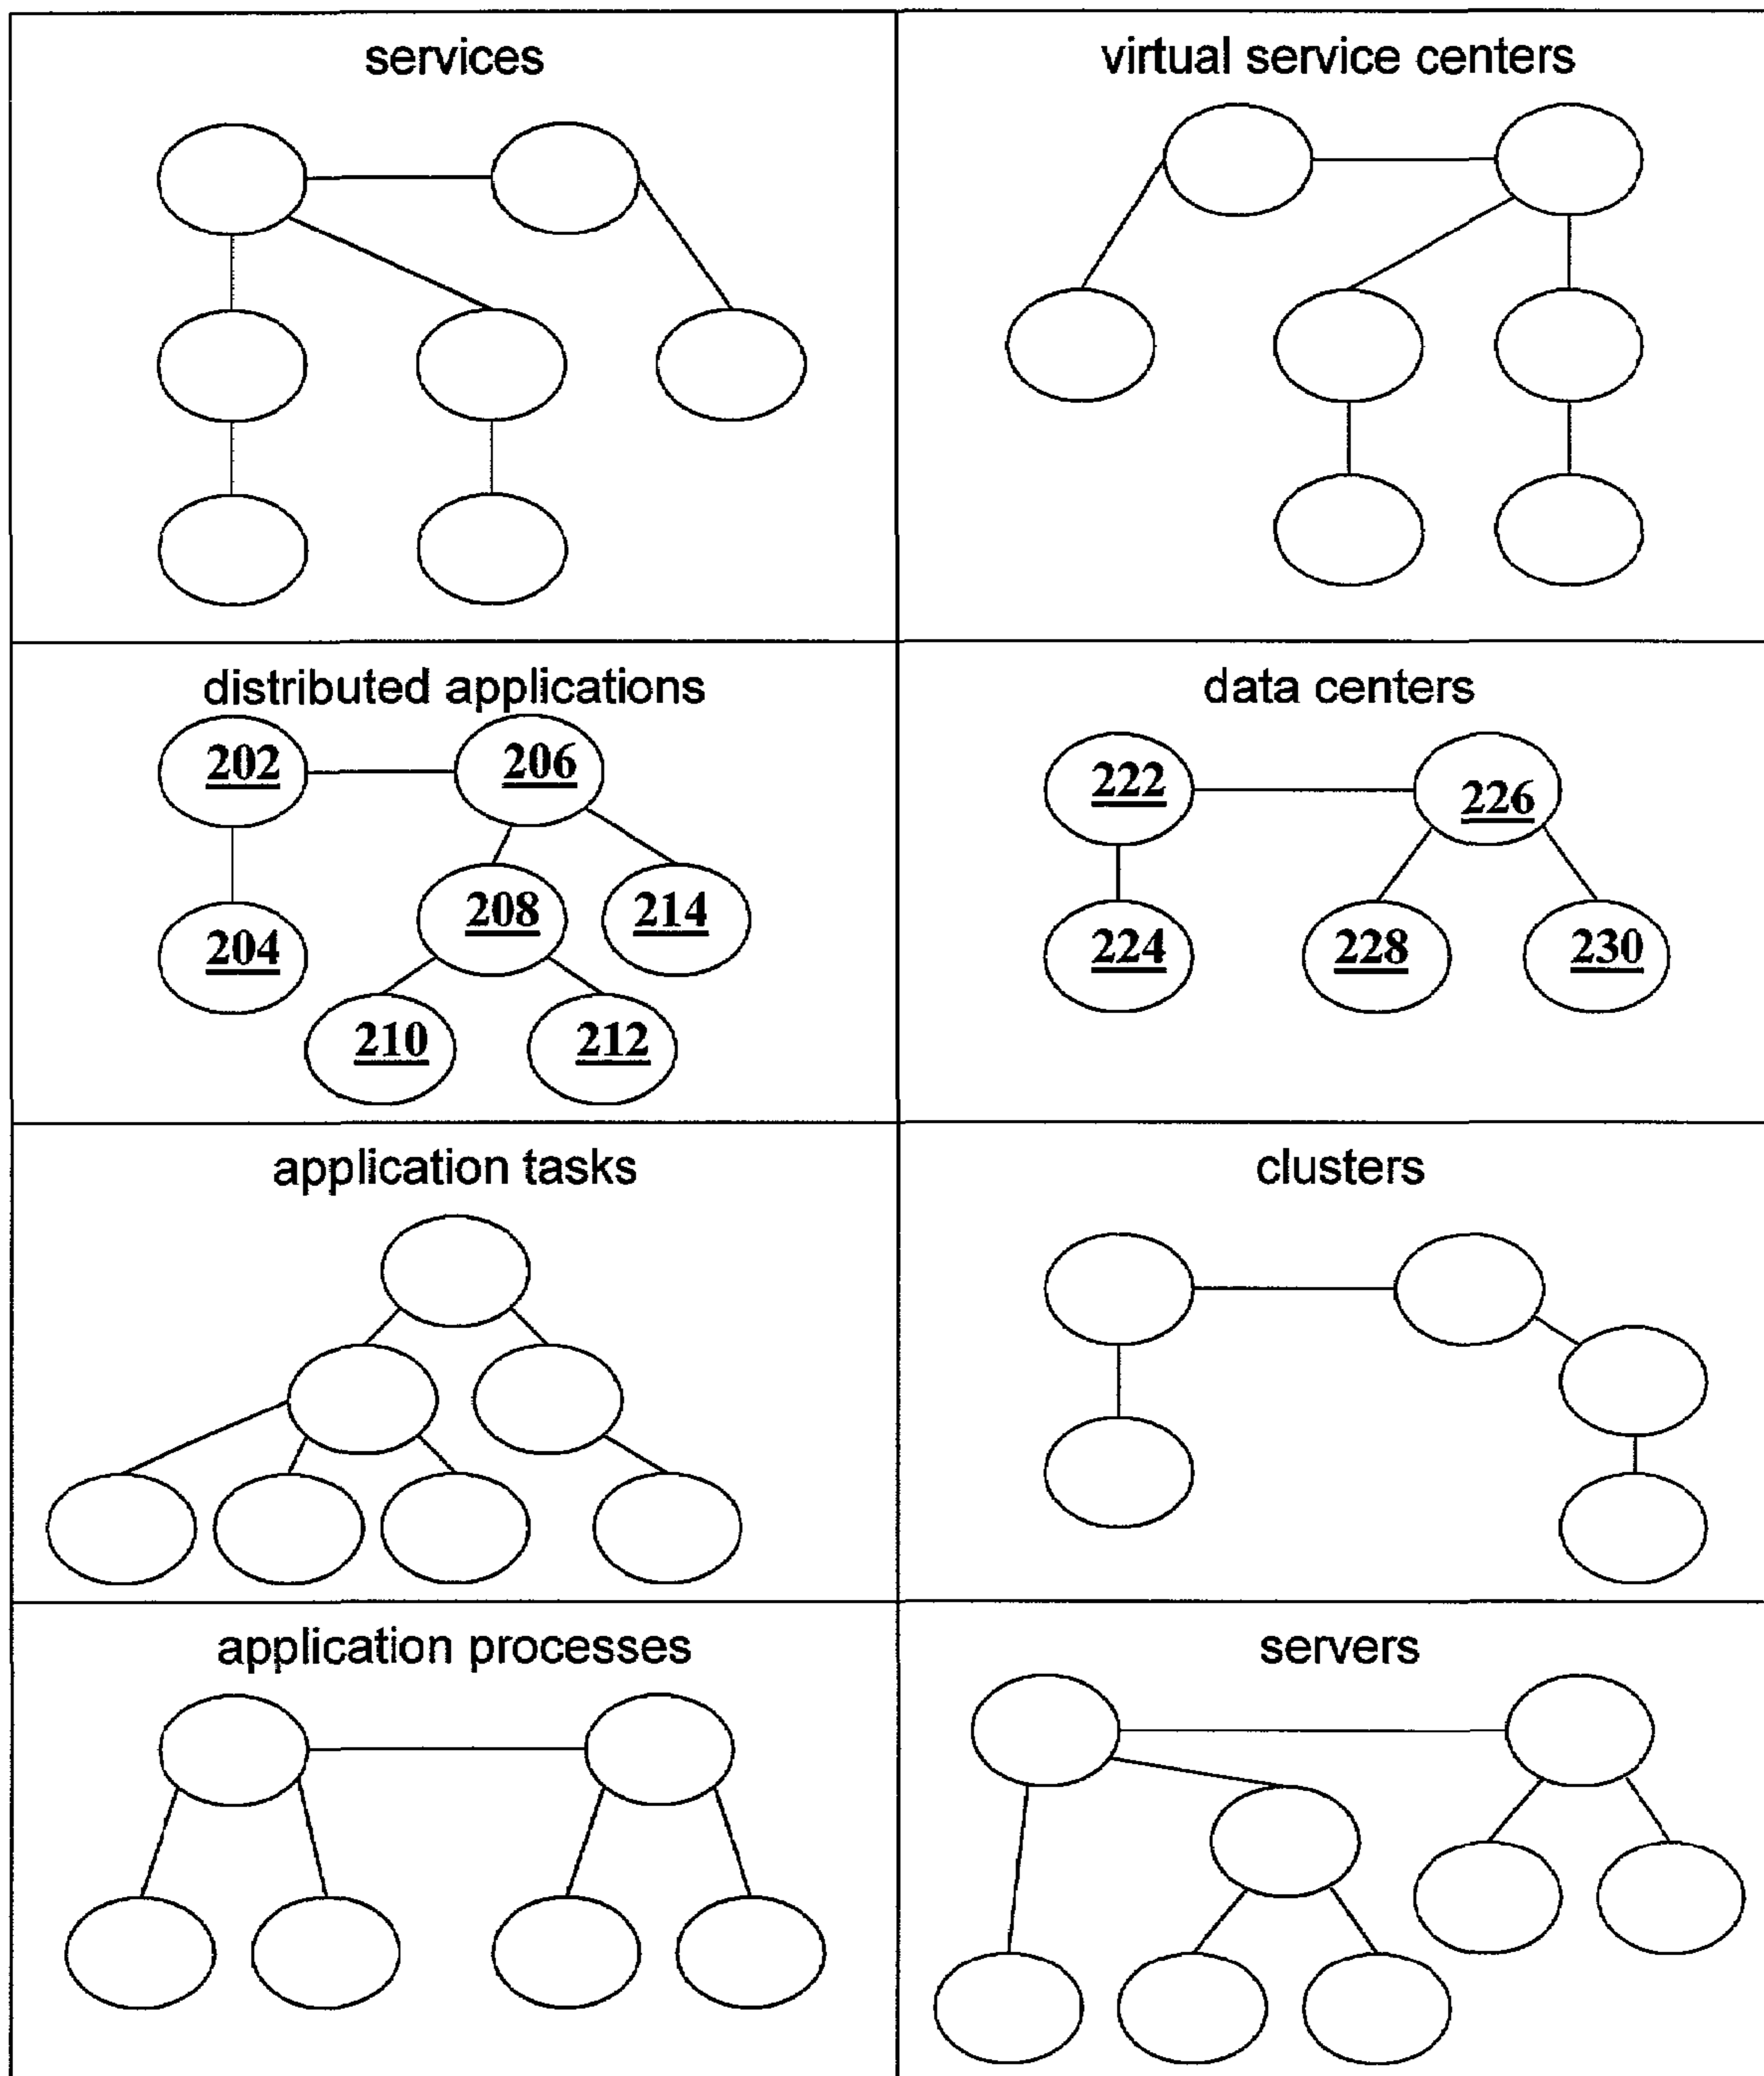 services
virtual service centers
distributed applications
202
206
208
214
204
210
212
data centers
222
226
224
228
230
application tasks
clusters
application processes
servers